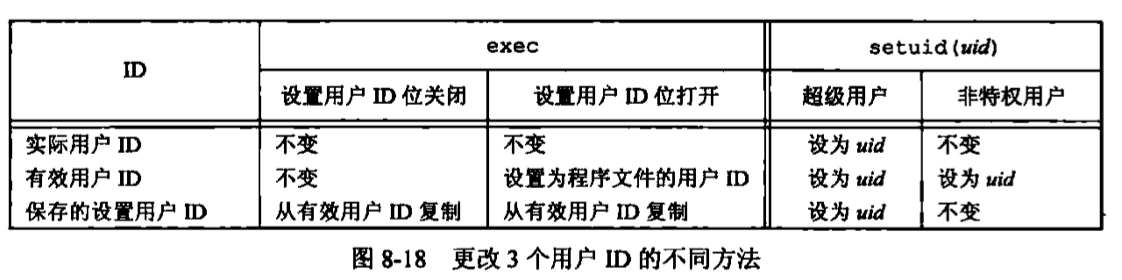 ID exec setuid(uid)
设置用户 ID 位关闭 设置用户 ID 位打开 超级用户 非特权用户
实际用户 ID 不变 不变 设为 uid 不变
有效用户 ID 不变 设置为程序文件的用户 ID 设为 uid 设为 uid
保存的设置用户 ID 从有效用户 ID 复制 从有效用户 ID 复制 设为 uid 不变
图 8-18 更改 3 个用户 ID 的不同方法